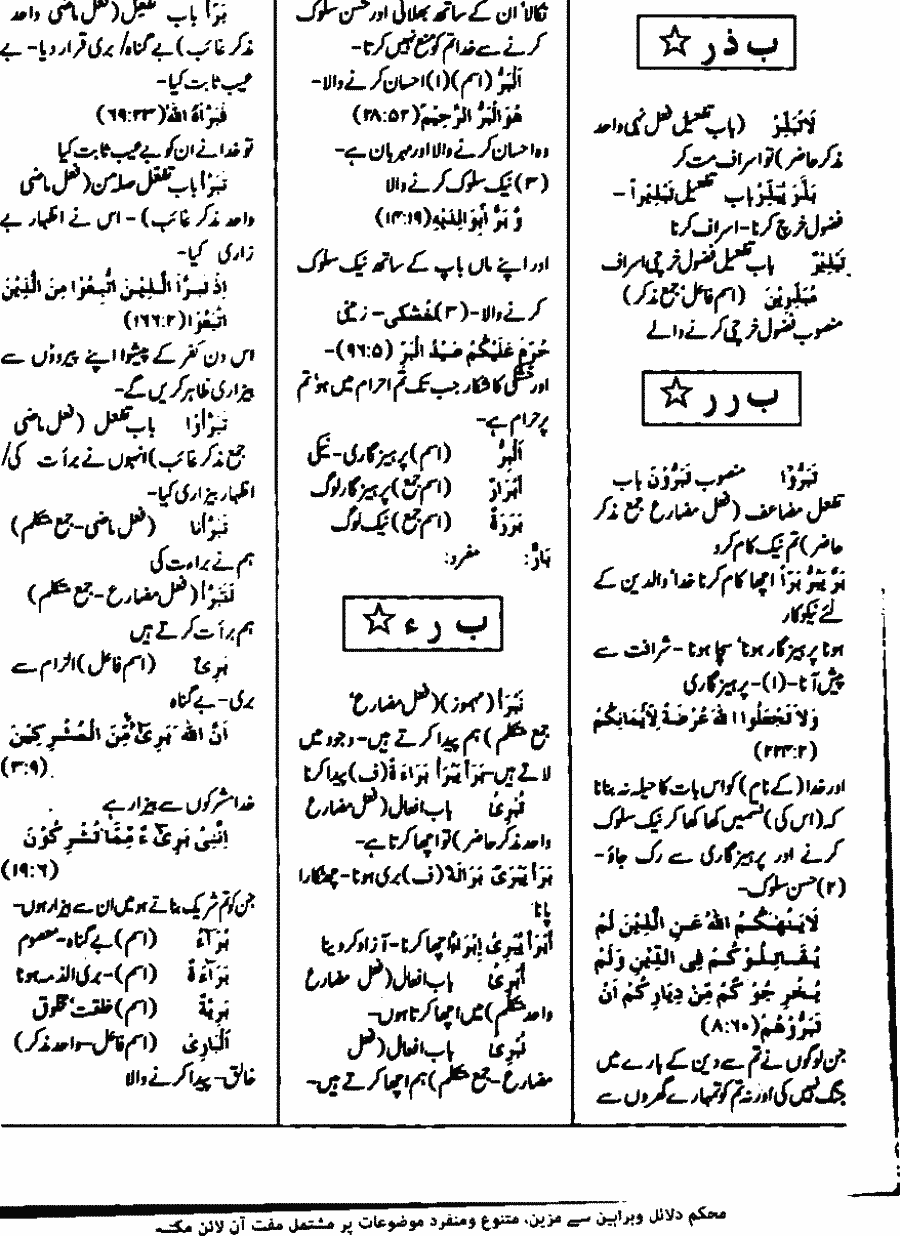 ب ذ ر ☆
لَا تُبَذِّرْ (باب تفعیل فعل نہی واحد
مذکر حاضر) تو اسراف مت کر
بَذَّرَ یُبَذِّرُ باب تفعیل تَبْذِیْراً -
فضول خرچ کرنا - اسراف کرنا
تَبْذِیْرٌ باب تفعیل فضول خرچی اسراف
مُبَذِّرِیْنَ (اسم فاعل' جمع مذکر)
منصوب فضول خرچی کرنے والے
ب ر ر ☆
تَبَرُّوْا منصوب تَبَرُّوْنَ باب
تفعل مضاعف (فعل مضارع جمع مذکر
حاضر) تم نیک کام کرو
بَرَّ یَبَرُّ بَرّاً اچھا کام کرنا خدا' والدین کے
لئے نیکوکار
ہونا پرہیزگار ہونا' سچا ہونا - شرافت سے
پیش آنا - (۱) - پرہیزگاری
وَلَا تَجْعَلُوا اللّٰهَ عُرْضَةً لِّأَیْمَانِكُمْ
(۲۲۴:۲)
اور خدا (کے نام) کو اس بات کا حیلہ نہ بنانا
کہ (اس کی) قسمیں کھا کھا کر نیک سلوک
کرنے اور پرہیزگاری سے رک جاؤ -
(۲) حسن سلوک -
لَا یَنْهٰکُمُ اللّٰهُ عَنِ الَّذِیْنَ لَمْ
یُقَاتِلُوْکُمْ فِی الدِّیْنِ وَلَمْ
یُخْرِجُوْکُمْ مِّنْ دِیَارِکُمْ اَنْ
تَبَرُّوْهُمْ (۸:۶۰)
جن لوگوں نے تم سے دین کے بارے میں
جنگ نہیں کی اور نہ تم کو تمہارے گھروں سے
نکالا' ان کے ساتھ بھلائی اور حسن سلوک
کرنے سے خدا تم کو منع نہیں کرتا -
اَلْبَرُّ (اسم) (۱) احسان کرنے والا -
هُوَ الْبَرُّ الرَّحِیْمُ (۲۸:۵۲)
وہ احسان کرنے والا اور مہربان ہے -
(۳) نیک سلوک کرنے والا
وَّ بَرًّا بِوَالِدَیْهِ (۱۴:۱۹)
اور اپنے ماں باپ کے ساتھ نیک سلوک
کرنے والا - (۳) خُشکی - زمین
حُرِّمَ عَلَیْکُمْ صَیْدُ الْبَرِّ (۹۶:۵) -
اور خشکی کا شکار جب تک تم احرام میں ہو' تم
پر حرام ہے -
اَلْبِرُّ (اسم) پرہیزگاری - نیکی
اَبْرَارٌ (اسم جمع) پرہیزگار لوگ
بَرَرَةٌ (اسم جمع) نیک لوگ
بَارٌّ: مفرد:
ب ر ء ☆
نَبْرَأَ (مہموز) (فعل مضارع'
جمع متکلم) ہم پیدا کرتے ہیں - وجود میں
لاتے ہیں - بَرَأَ یَبْرَأُ بَرَاءَةً (ف) پیدا کرنا
تُبْرِیُٔ باب افعال (فعل مضارع
واحد مذکر حاضر) تو اچھا کرتا ہے -
بَرَأَ یَبْرَیُٔ بَرَائَةً (ف) بری ہونا - چھٹکارا
پانا
اَبْرَأَ یُبْرِیُٔ اِبْرَاءً اچھا کرنا - آزاد کر دینا
اُبْرِیُٔ باب افعال (فعل مضارع
واحد متکلم) میں اچھا کرتا ہوں -
نُبْرِیُٔ باب افعال (فعل
مضارع - جمع متکلم) ہم اچھا کرتے ہیں -
بَرَّأَ باب تفعیل (فعل ماضی واحد
مذکر غائب) بے گناہ/ بری قرار دیا - بے
عیب ثابت کیا -
فَبَرَّأَهُ اللّٰهُ (۶۹:۳۳)
تو خدا نے ان کو بے عیب ثابت کیا
تَبَرَّأَ باب تفعّل صلہ مِن (فعل ماضی
واحد مذکر غائب) - اس نے اظہار بے
زاری کیا -
اِذْ تَبَرَّأَ الَّذِیْنَ اتُّبِعُوْا مِنَ الَّذِیْنَ
اتَّبَعُوْا (۱۶۶:۲)
اس دن کفر کے پیشوا اپنے پیروؤں سے
بیزاری ظاہر کریں گے -
تَبَرَّأُوْا باب تفعل (فعل ماضی
جمع مذکر غائب) انہوں نے برأت کی/
اظہار بیزاری کیا -
تَبَرَّأْنَا (فعل ماضی - جمع متکلم)
ہم نے براءت کی
نَتَبَرَّأُ (فعل مضارع - جمع متکلم)
ہم برأت کرتے ہیں
بَرِیْٓءٌ (اسم فاعل) الزام سے
بری - بے گناہ
اَنَّ اللّٰهَ بَرِیْٓءٌ مِّنَ الْمُشْرِکِیْنَ
(۳:۹)
خدا مشرکوں سے بیزار ہے
اِنَّنِیْ بَرِیْٓءٌ مِّمَّا تُشْرِکُوْنَ
(۱۹:۶)
جن کو تم شریک بناتے ہو میں ان سے بیزار ہوں -
بُرَآءُ (اسم) بے گناہ - معصوم
بَرَآءَةٌ (اسم) - بری الذمہ ہونا
بَرِیَّةٌ (اسم) خلقت' مخلوق
اَلْبَارِیُٔ (اسم فاعل - واحد مذکر)
خالق - پیدا کرنے والا
محکم دلائل وبراہین سے مزین، متنوع ومنفرد موضوعات پر مشتمل مفت آن لائن مکتبہ